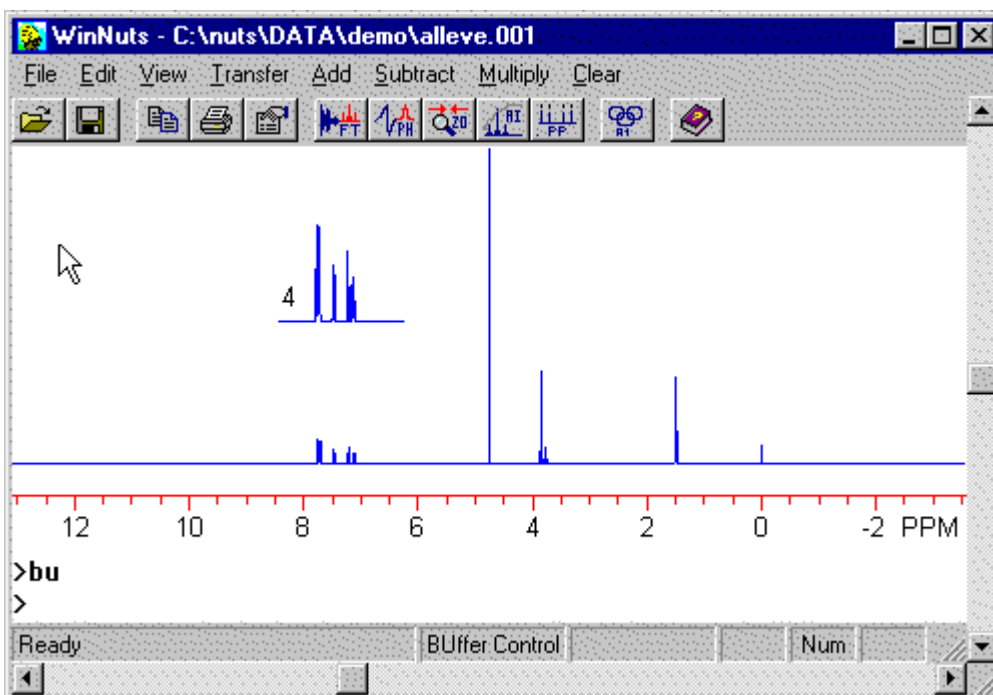 WinNuts - C:\nuts\DATA\demo\alleve.001
File Edit View Transfer Add Subtract Multiply Clear
FT PH ZO AI PP A1
4
12 10 8 6 4 2 0 -2 PPM
>bu
>
Ready BUffer Control Num